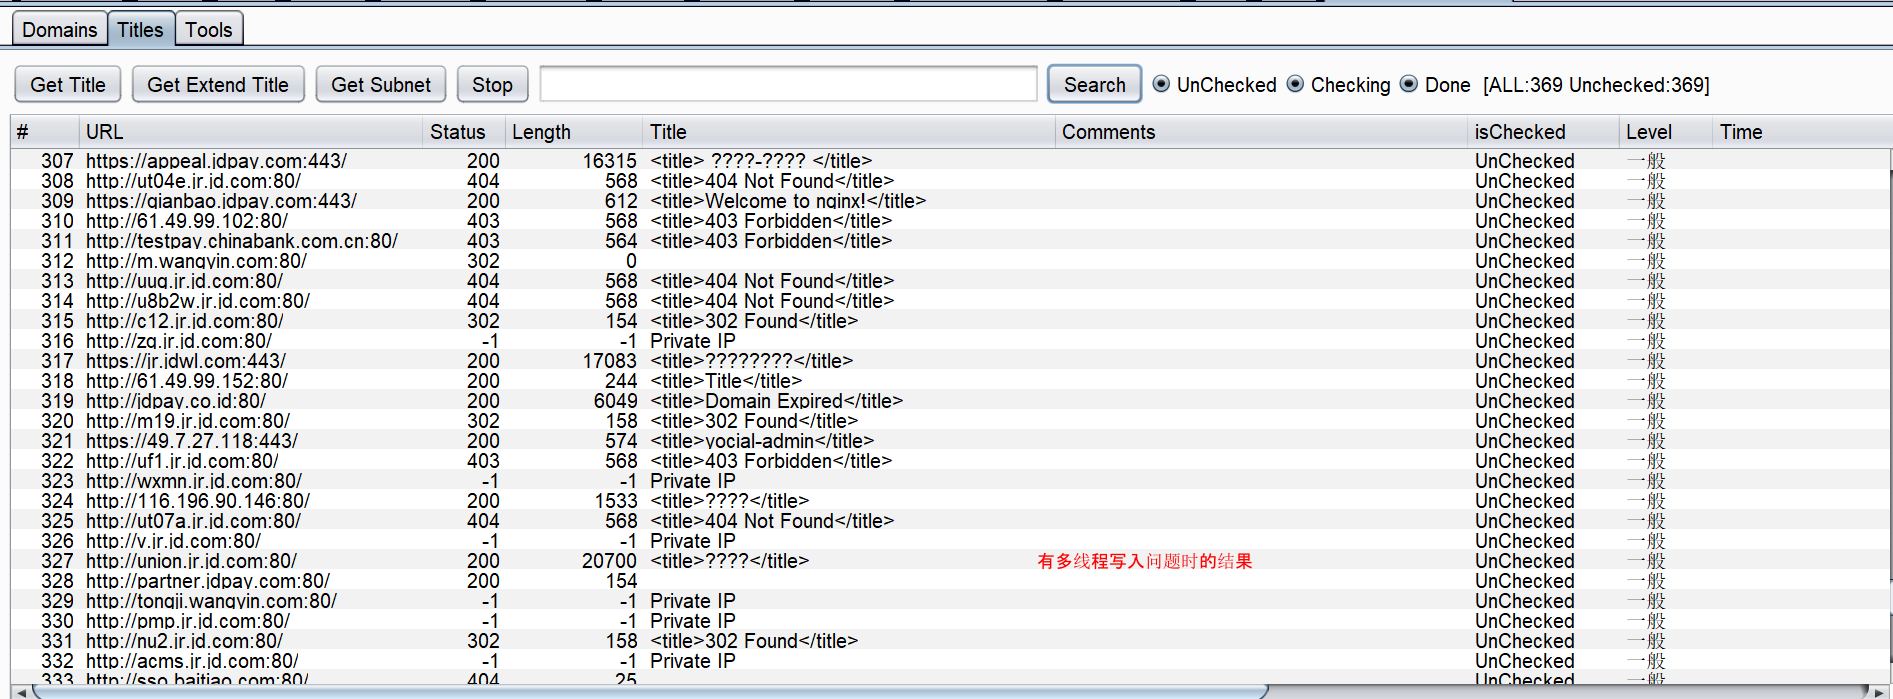 Domains Titles Tools
Get Title Get Extend Title Get Subnet Stop Search UnChecked Checking Done [ALL:369 Unchecked:369]
# URL Status Length Title Comments isChecked Level Time
307 https://appeal.jdpay.com:443/ 200 16315 <title> ????-???? </title> UnChecked 一般
308 http://ut04e.jr.jd.com:80/ 404 568 <title>404 Not Found</title> UnChecked 一般
309 https://qianbao.jdpay.com:443/ 200 612 <title>Welcome to nginx!</title> UnChecked 一般
310 http://61.49.99.102:80/ 403 568 <title>403 Forbidden</title> UnChecked 一般
311 http://testpay.chinabank.com.cn:80/ 403 564 <title>403 Forbidden</title> UnChecked 一般
312 http://m.wangyin.com:80/ 302 0 UnChecked 一般
313 http://uug.jr.jd.com:80/ 404 568 <title>404 Not Found</title> UnChecked 一般
314 http://u8b2w.jr.jd.com:80/ 404 568 <title>404 Not Found</title> UnChecked 一般
315 http://c12.jr.jd.com:80/ 302 154 <title>302 Found</title> UnChecked 一般
316 http://zq.jr.jd.com:80/ -1 -1 Private IP UnChecked 一般
317 https://jr.jdwl.com:443/ 200 17083 <title>????????</title> UnChecked 一般
318 http://61.49.99.152:80/ 200 244 <title>Title</title> UnChecked 一般
319 http://jdpay.co.id:80/ 200 6049 <title>Domain Expired</title> UnChecked 一般
320 http://m19.jr.jd.com:80/ 302 158 <title>302 Found</title> UnChecked 一般
321 https://49.7.27.118:443/ 200 574 <title>yocial-admin</title> UnChecked 一般
322 http://uf1.jr.jd.com:80/ 403 568 <title>403 Forbidden</title> UnChecked 一般
323 http://wxmn.jr.jd.com:80/ -1 -1 Private IP UnChecked 一般
324 http://116.196.90.146:80/ 200 1533 <title>????</title> UnChecked 一般
325 http://ut07a.jr.jd.com:80/ 404 568 <title>404 Not Found</title> UnChecked 一般
326 http://v.jr.jd.com:80/ -1 -1 Private IP UnChecked 一般
327 http://union.jr.jd.com:80/ 200 20700 <title>????</title> 有多线程写入问题时的结果 UnChecked 一般
328 http://partner.jdpay.com:80/ 200 154 UnChecked 一般
329 http://tongji.wangyin.com:80/ -1 -1 Private IP UnChecked 一般
330 http://pmp.jr.jd.com:80/ -1 -1 Private IP UnChecked 一般
331 http://nu2.jr.jd.com:80/ 302 158 <title>302 Found</title> UnChecked 一般
332 http://acms.jr.jd.com:80/ -1 -1 Private IP UnChecked 一般
333 http://sso.baitiao.com:80/ 404 25 UnChecked 一般